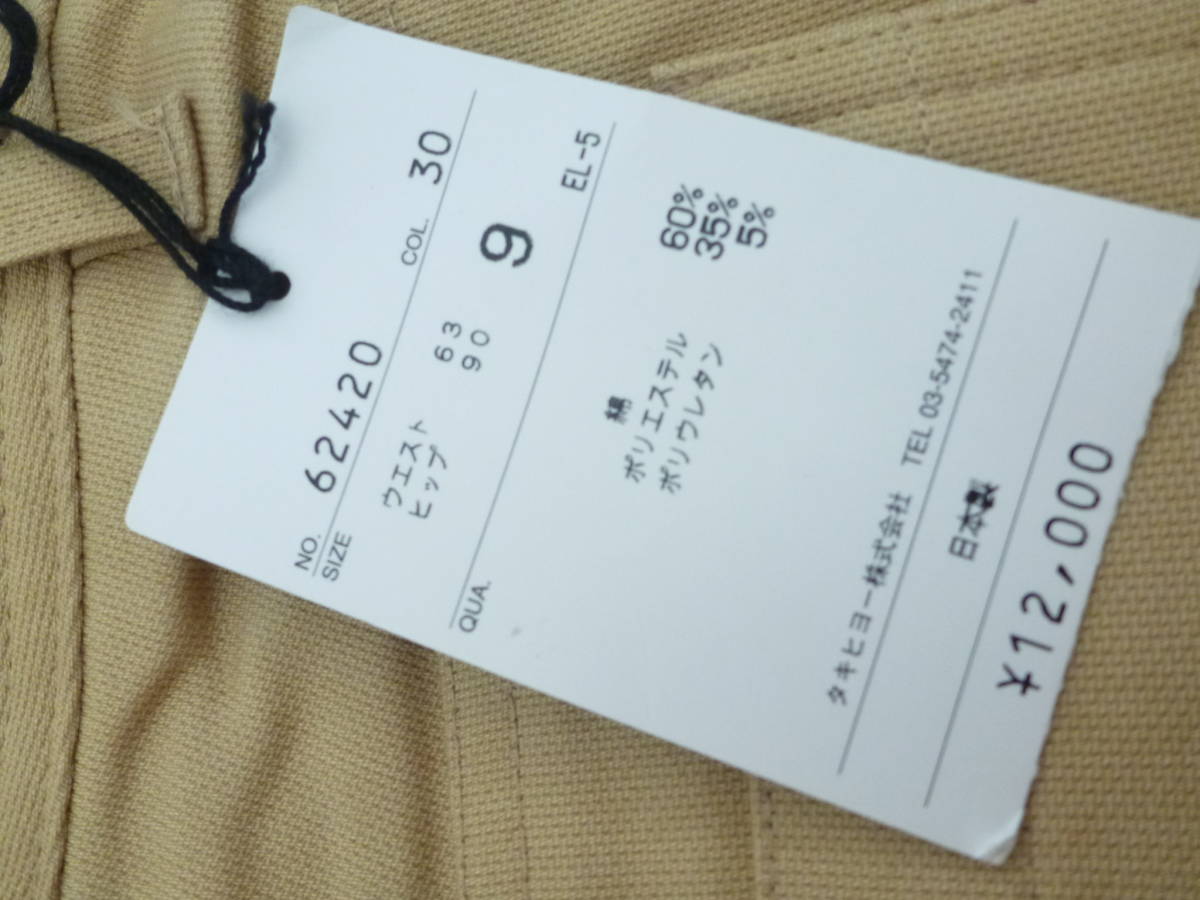 NO. 62420 COL. 30
SIZE
ウエスト 63
ヒップ 90
9
EL-5
QUA.
綿 60%
ポリエステル 35%
ポリウレタン 5%
タキヒヨー株式会社 TEL 03-5474-2411
日本製
¥12,000